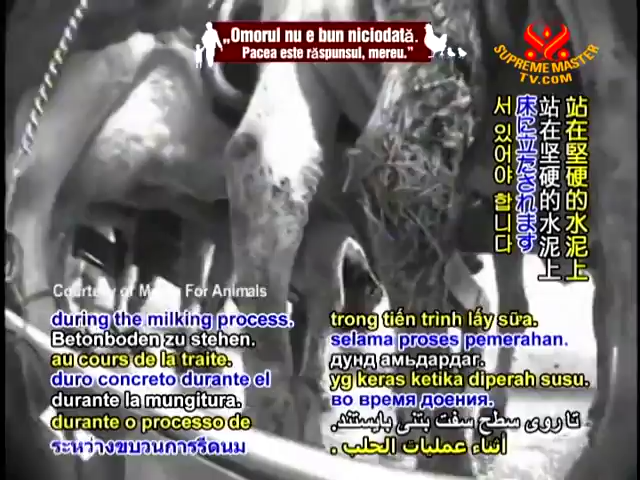 „Omorul nu e bun niciodată.
Pacea este răspunsul, mereu.”
SUPREME MASTER
TV.COM
站在堅硬的水泥上
站在坚硬的水泥上
床に立たされます
서 있어야 합니다
Courtesy of For Animals
during the milking process.
Betonboden zu stehen.
au cours de la traite.
duro concreto durante el
durante la mungitura.
durante o processo de
ระหว่างขบวนการรีดนม
trong tiến trình lấy sữa.
selama proses pemerahan.
дунд амьдардаг.
yg keras ketika diperah susu.
во время доения.
تا روی سطح سفت بتنی بایستند.
أثناء عمليات الحلب .